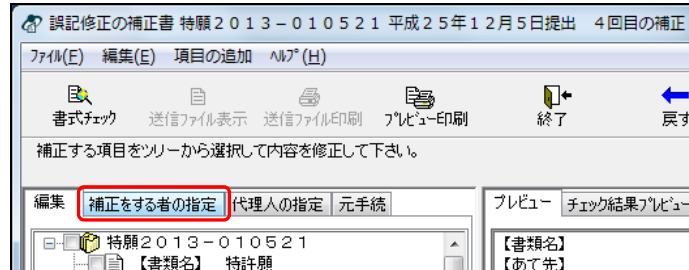 誤記修正の補正書 特願２０１３－０１０５２１ 平成２５年１２月５日提出 ４回目の補正
ﾌｧｲﾙ(F) 編集(E) 項目の追加 ﾍﾙﾌﾟ(H)
書式ﾁｪｯｸ 送信ﾌｧｲﾙ表示 送信ﾌｧｲﾙ印刷 ﾌﾟﾚﾋﾞｭｰ印刷 終了 戻す
補正する項目をﾂﾘｰから選択して内容を修正して下さい。
編集 補正をする者の指定 代理人の指定 元手続 ﾌﾟﾚﾋﾞｭｰ ﾁｪｯｸ結果ﾌﾟﾚﾋﾞｭｰ
特願２０１３－０１０５２１ 【書類名】
【書類名】 特許願 【あて先】